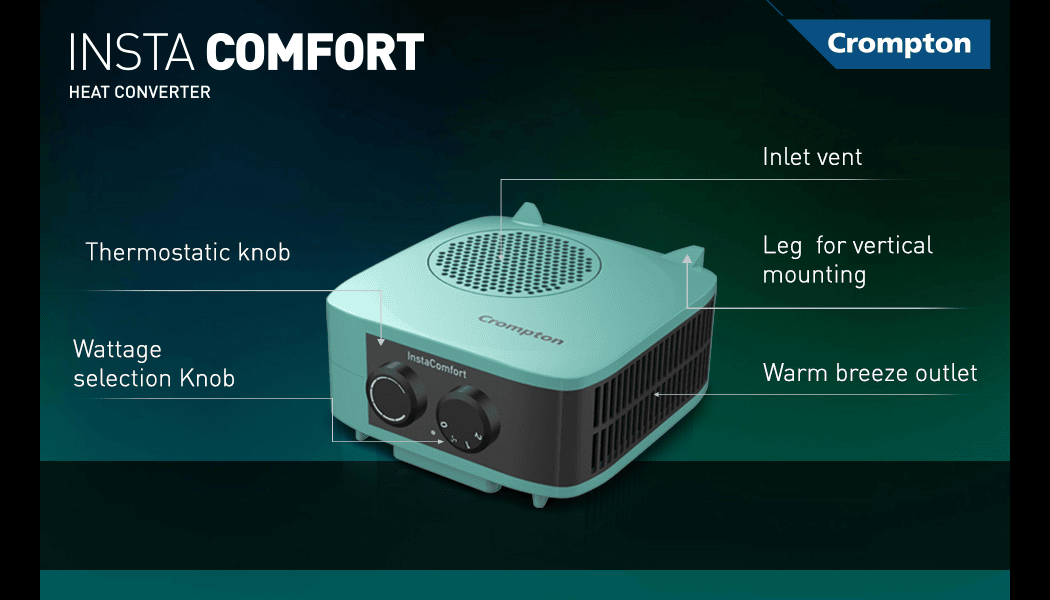 INSTA COMFORT
HEAT CONVERTER
Crompton
Inlet vent
Thermostatic knob
Leg for vertical
mounting
Wattage
selection Knob
Warm breeze outlet
Crompton
InstaComfort
0
1
2